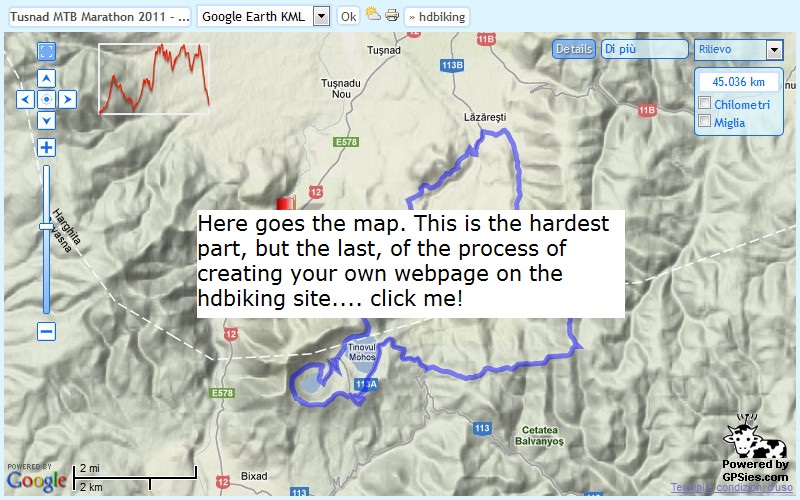 Tusnad MTB Marathon 2011 - ...
Google Earth KML
Ok
» hdbiking
Tuşnad
11B
Details
Di più
Rilievo
113B
Tuşnadu
Nou
45.036 km
Chilometri
Miglia
11B
Lăzăreşti
E578
12
12
Harghita
Here goes the map. This is the hardest
part, but the last, of the process of
creating your own webpage on the
hdbiking site.... click me!
12
Tinovul
Mohos
113A
E578
113
Cetatea
Balvanyoş
113
12
Bixad
POWERED BY
Google
2 mi
2 km
Powered by
GPSies.com
Termini e condizioni d'uso